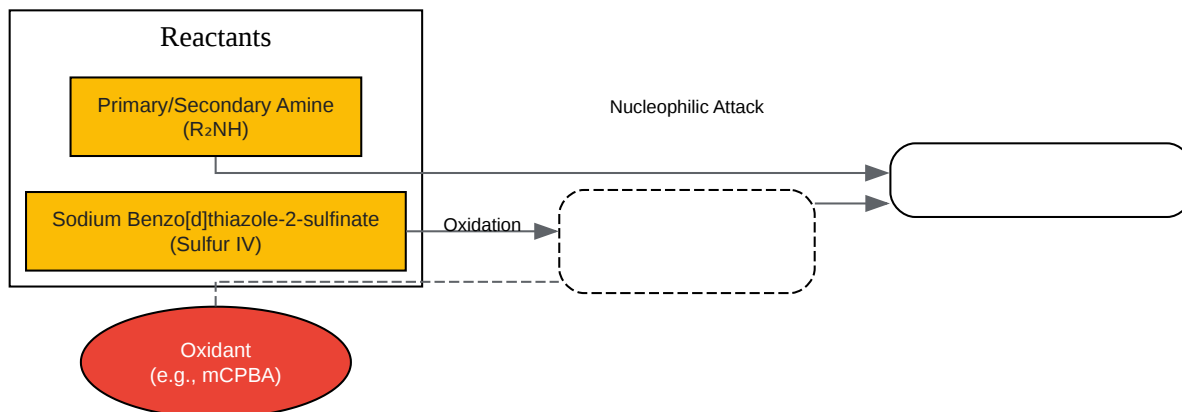 Reactants
Primary/Secondary Amine
(R₂NH)
Nucleophilic Attack
Sodium Benzo[d]thiazole-2-sulfinate
(Sulfur IV)
Oxidation
Oxidant
(e.g., mCPBA)